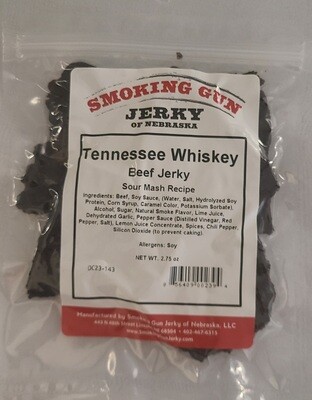 SMOKING GUN
JERKY
OF NEBRASKA
Tennessee Whiskey
Beef Jerky
Sour Mash Recipe
Ingredients: Beef, Soy Sauce, (Water, Salt, Hydrolyzed Soy
Protein, Corn Syrup, Caramel Color, Potassium Sorbate),
Alcohol, Sugar, Natural Smoke Flavor, Lime Juice,
Dehydrated Garlic, Pepper Sauce (Distilled Vinegar, Red
Pepper, Salt), Lemon Juice Concentrate, Spices, Chili Pepper,
Silicon Dioxide (to prevent caking).
Allergens: Soy
NET WT. 2.75 oz
Manufactured by Smoking Gun Jerky of Nebraska, LLC